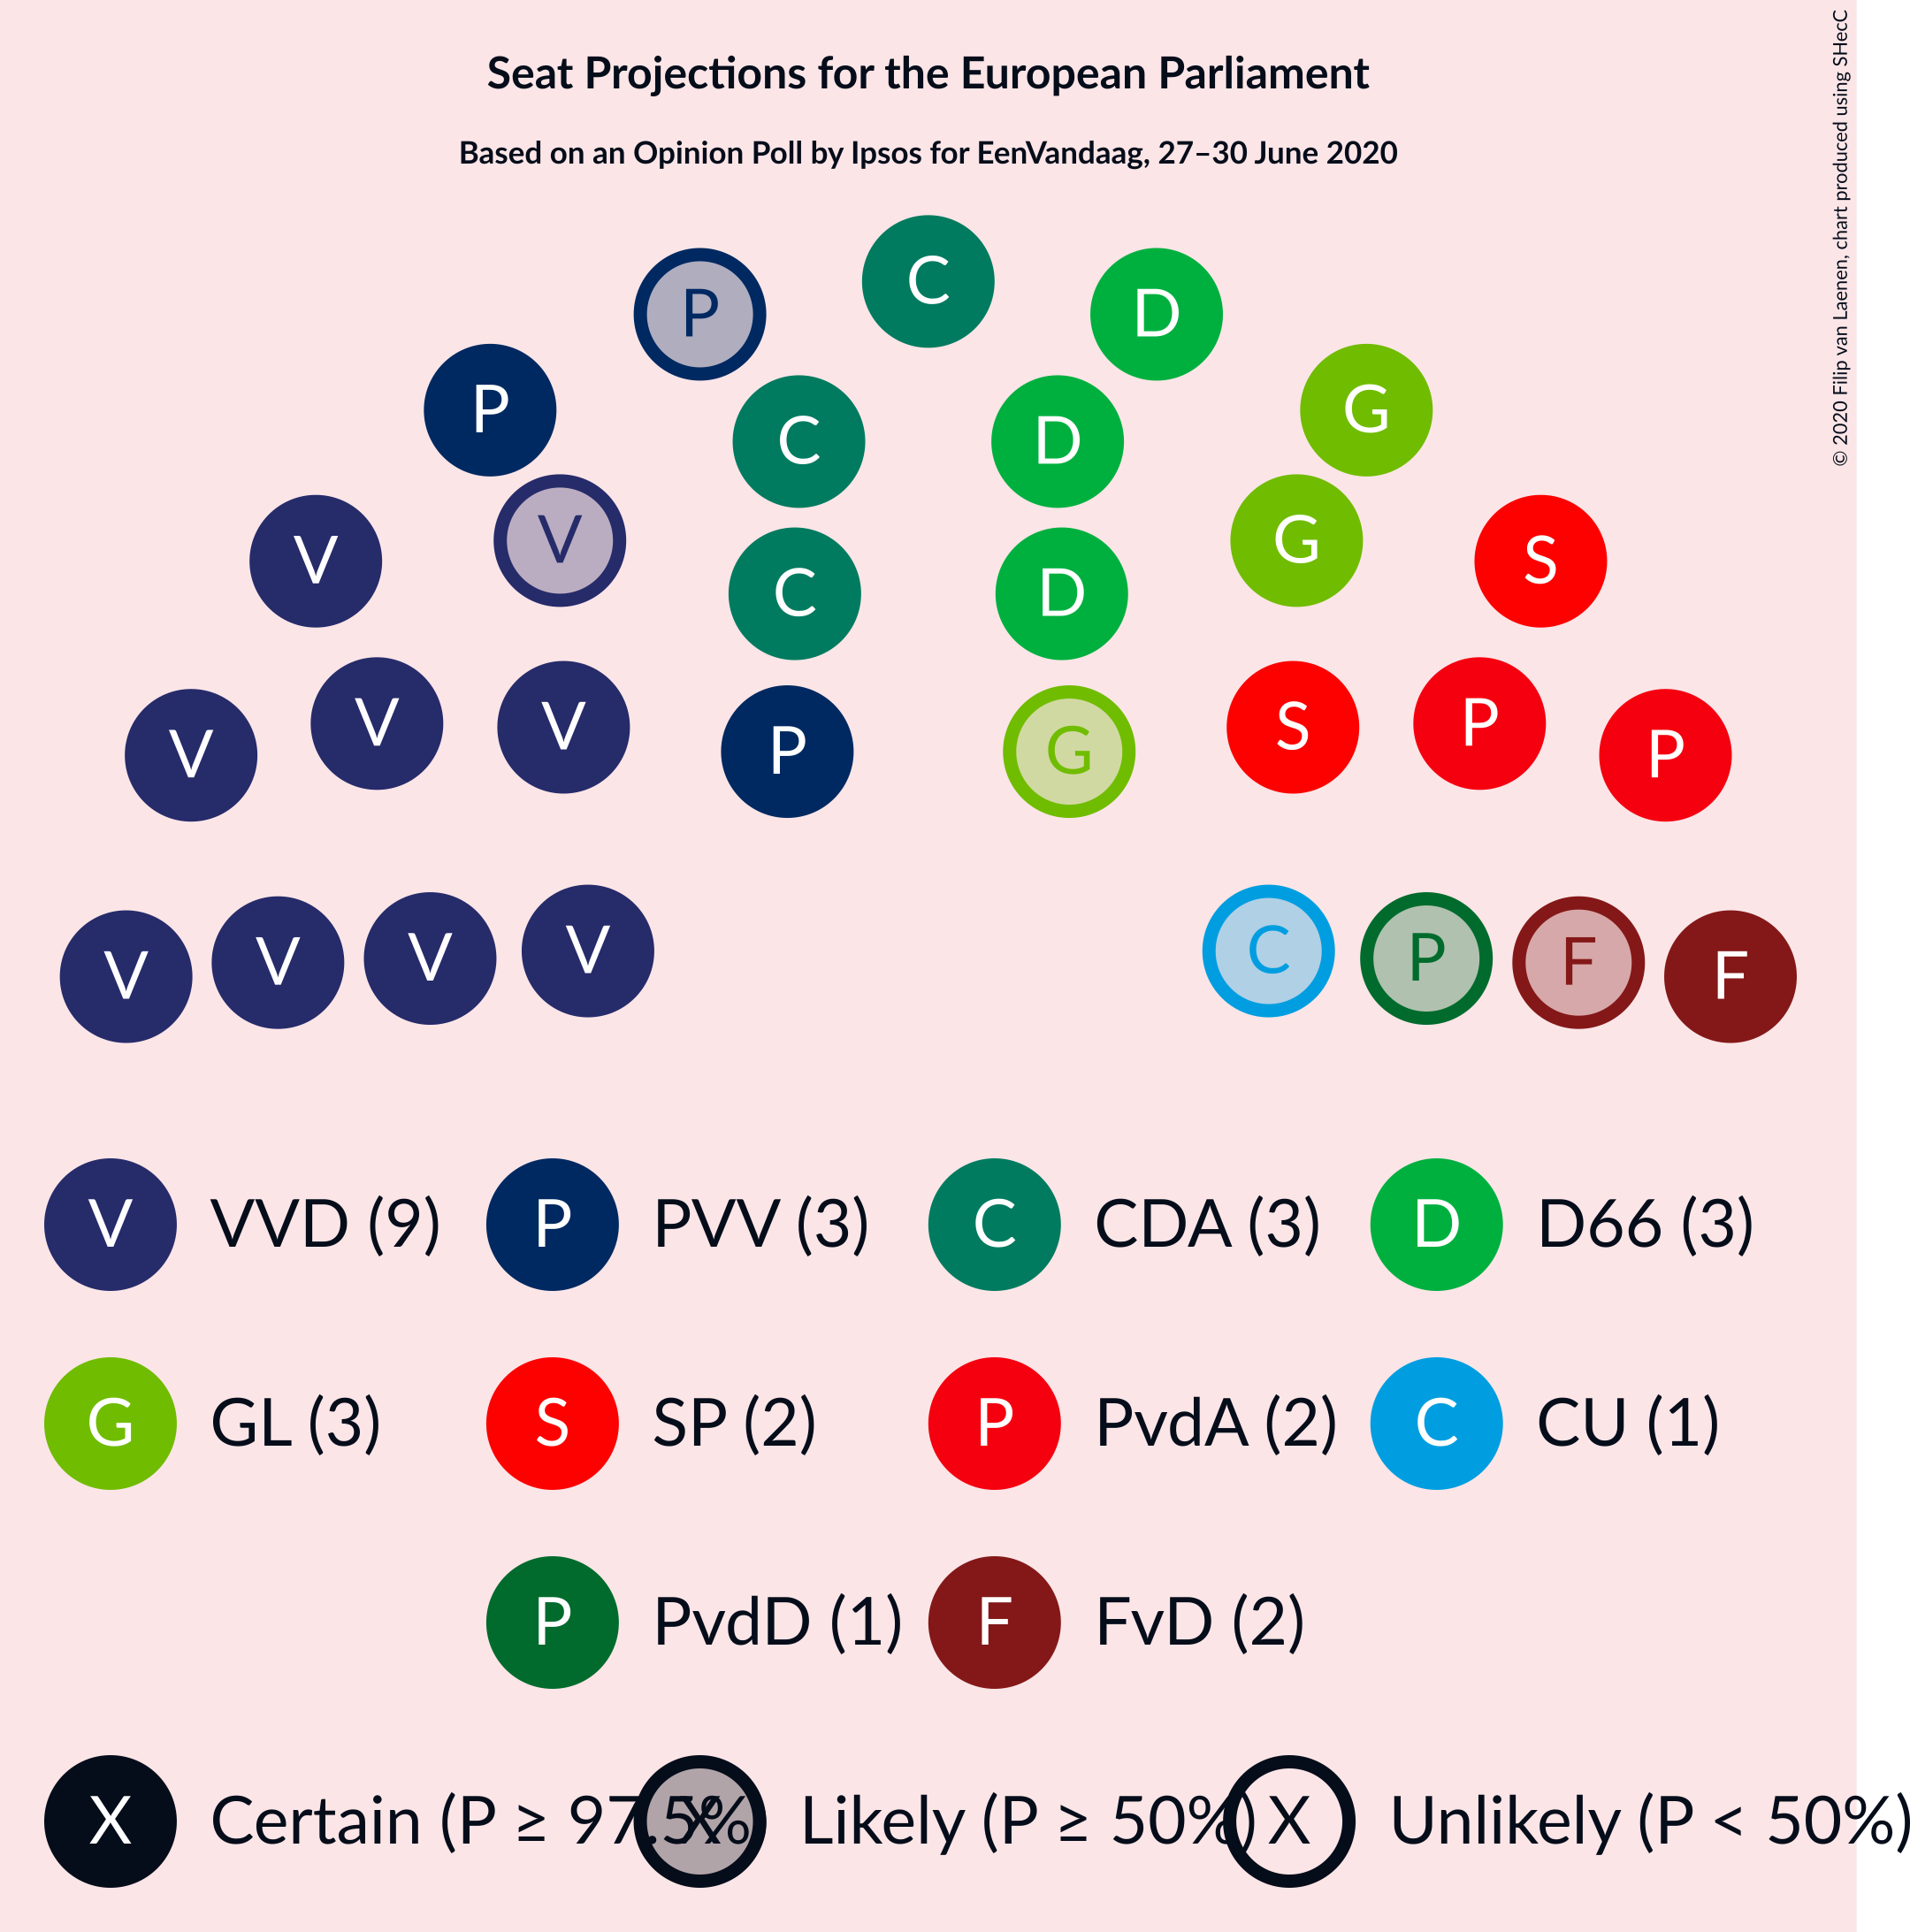 Seat Projections for the European Parliament
Based on an Opinion Poll by Ipsos for EenVandaag, 27–30 June 2020
© 2020 Filip van Laenen, chart produced using SHecC
C
P D
P G
C D
V V G S
C D
V V V P G S P P
V V V V C P F F
V VVD (9) P PVV (3) C CDA (3) D D66 (3)
G GL (3) S SP (2) P PvdA (2) C CU (1)
P PvdD (1) F FvD (2)
X Certain (P ≥ 97.5% X Likely (P ≥ 50%) X Unlikely (P < 50%)